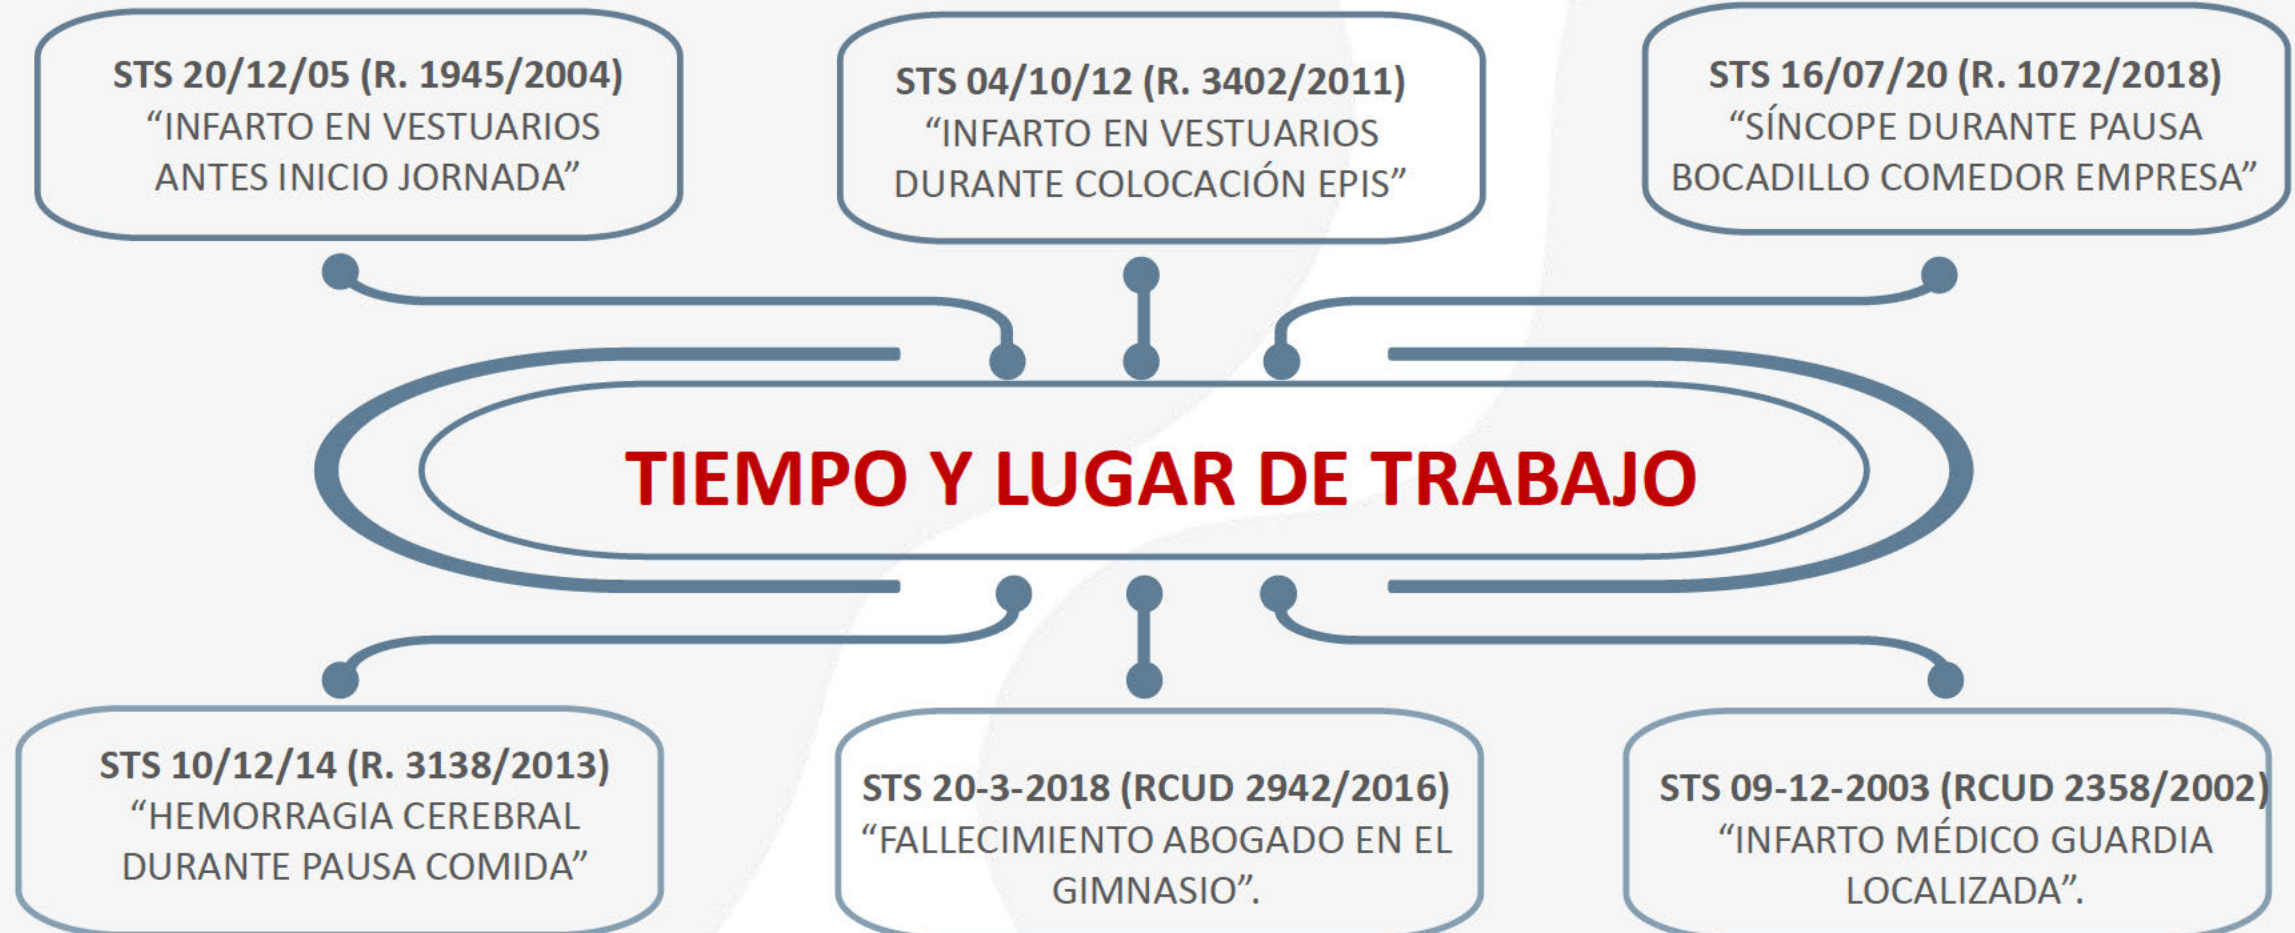 STS 20/12/05 (R. 1945/2004)
“INFARTO EN VESTUARIOS
ANTES INICIO JORNADA”
STS 04/10/12 (R. 3402/2011)
“INFARTO EN VESTUARIOS
DURANTE COLOCACIÓN EPIS”
STS 16/07/20 (R. 1072/2018)
“SÍNCOPE DURANTE PAUSA
BOCADILLO COMEDOR EMPRESA”
TIEMPO Y LUGAR DE TRABAJO
STS 10/12/14 (R. 3138/2013)
“HEMORRAGIA CEREBRAL
DURANTE PAUSA COMIDA”
STS 20-3-2018 (RCUD 2942/2016)
“FALLECIMIENTO ABOGADO EN EL
GIMNASIO”.
STS 09-12-2003 (RCUD 2358/2002)
“INFARTO MÉDICO GUARDIA
LOCALIZADA”.